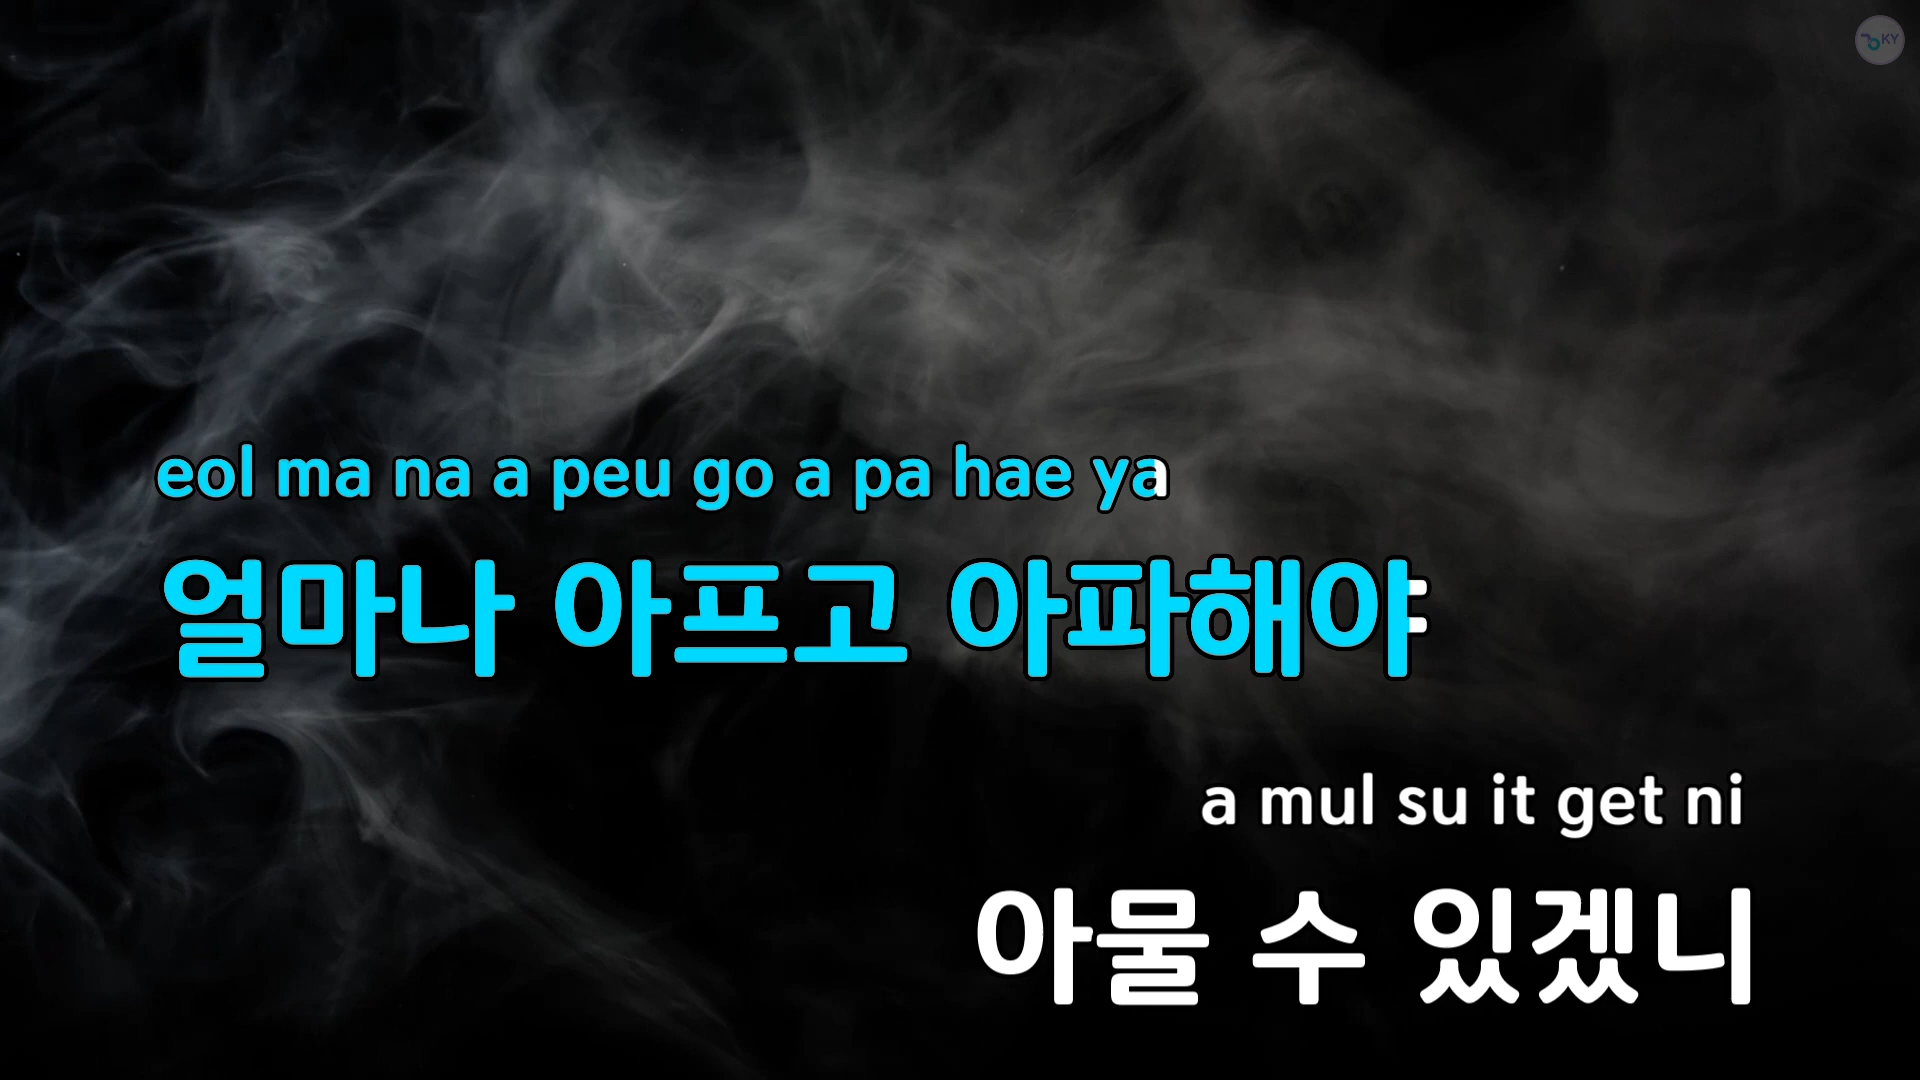 KY
eol ma na a peu go a pa hae ya
얼마나 아프고 아파해야
a mul su it get ni
아물 수 있겠니